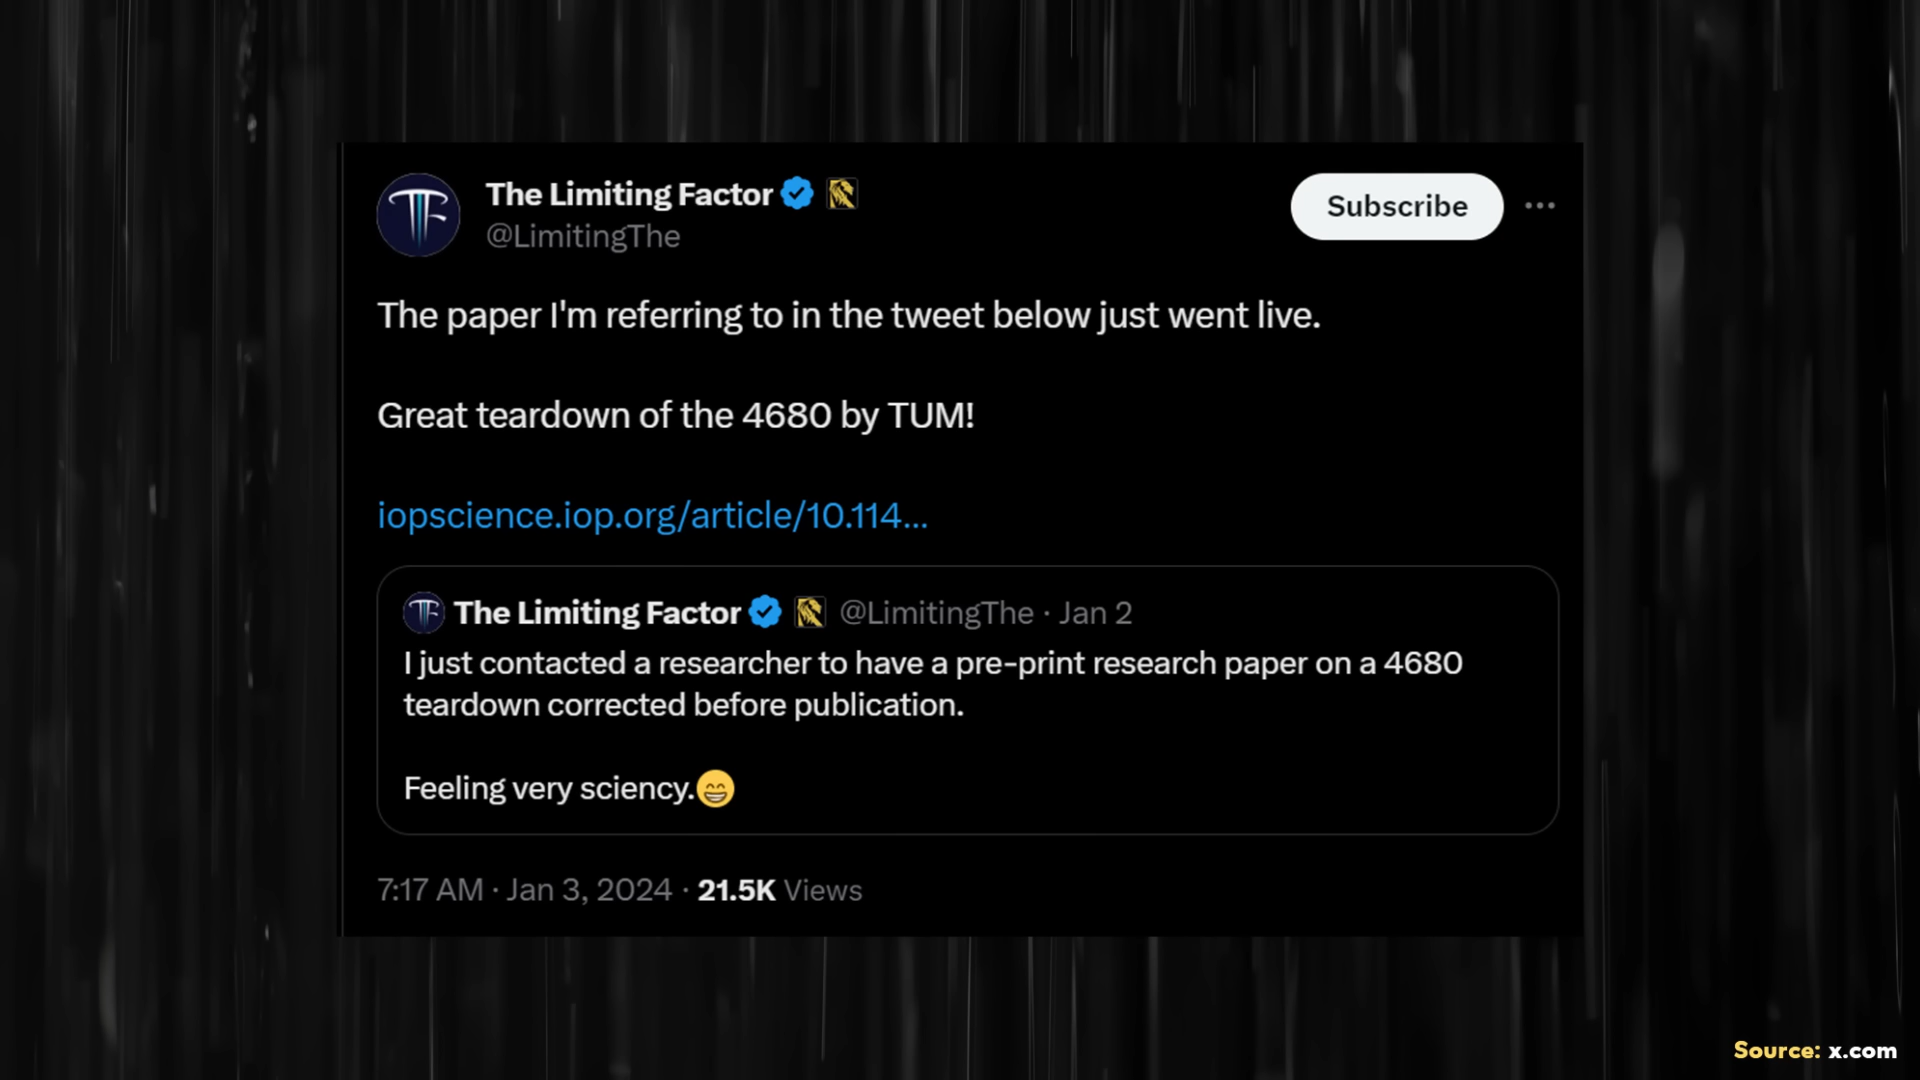 The Limiting Factor
@LimitingThe
Subscribe
The paper I'm referring to in the tweet below just went live.
Great teardown of the 4680 by TUM!
iopscience.iop.org/article/10.114...
The Limiting Factor @LimitingThe · Jan 2
I just contacted a researcher to have a pre-print research paper on a 4680
teardown corrected before publication.
Feeling very sciency.😁
7:17 AM · Jan 3, 2024 · 21.5K Views
Source: x.com